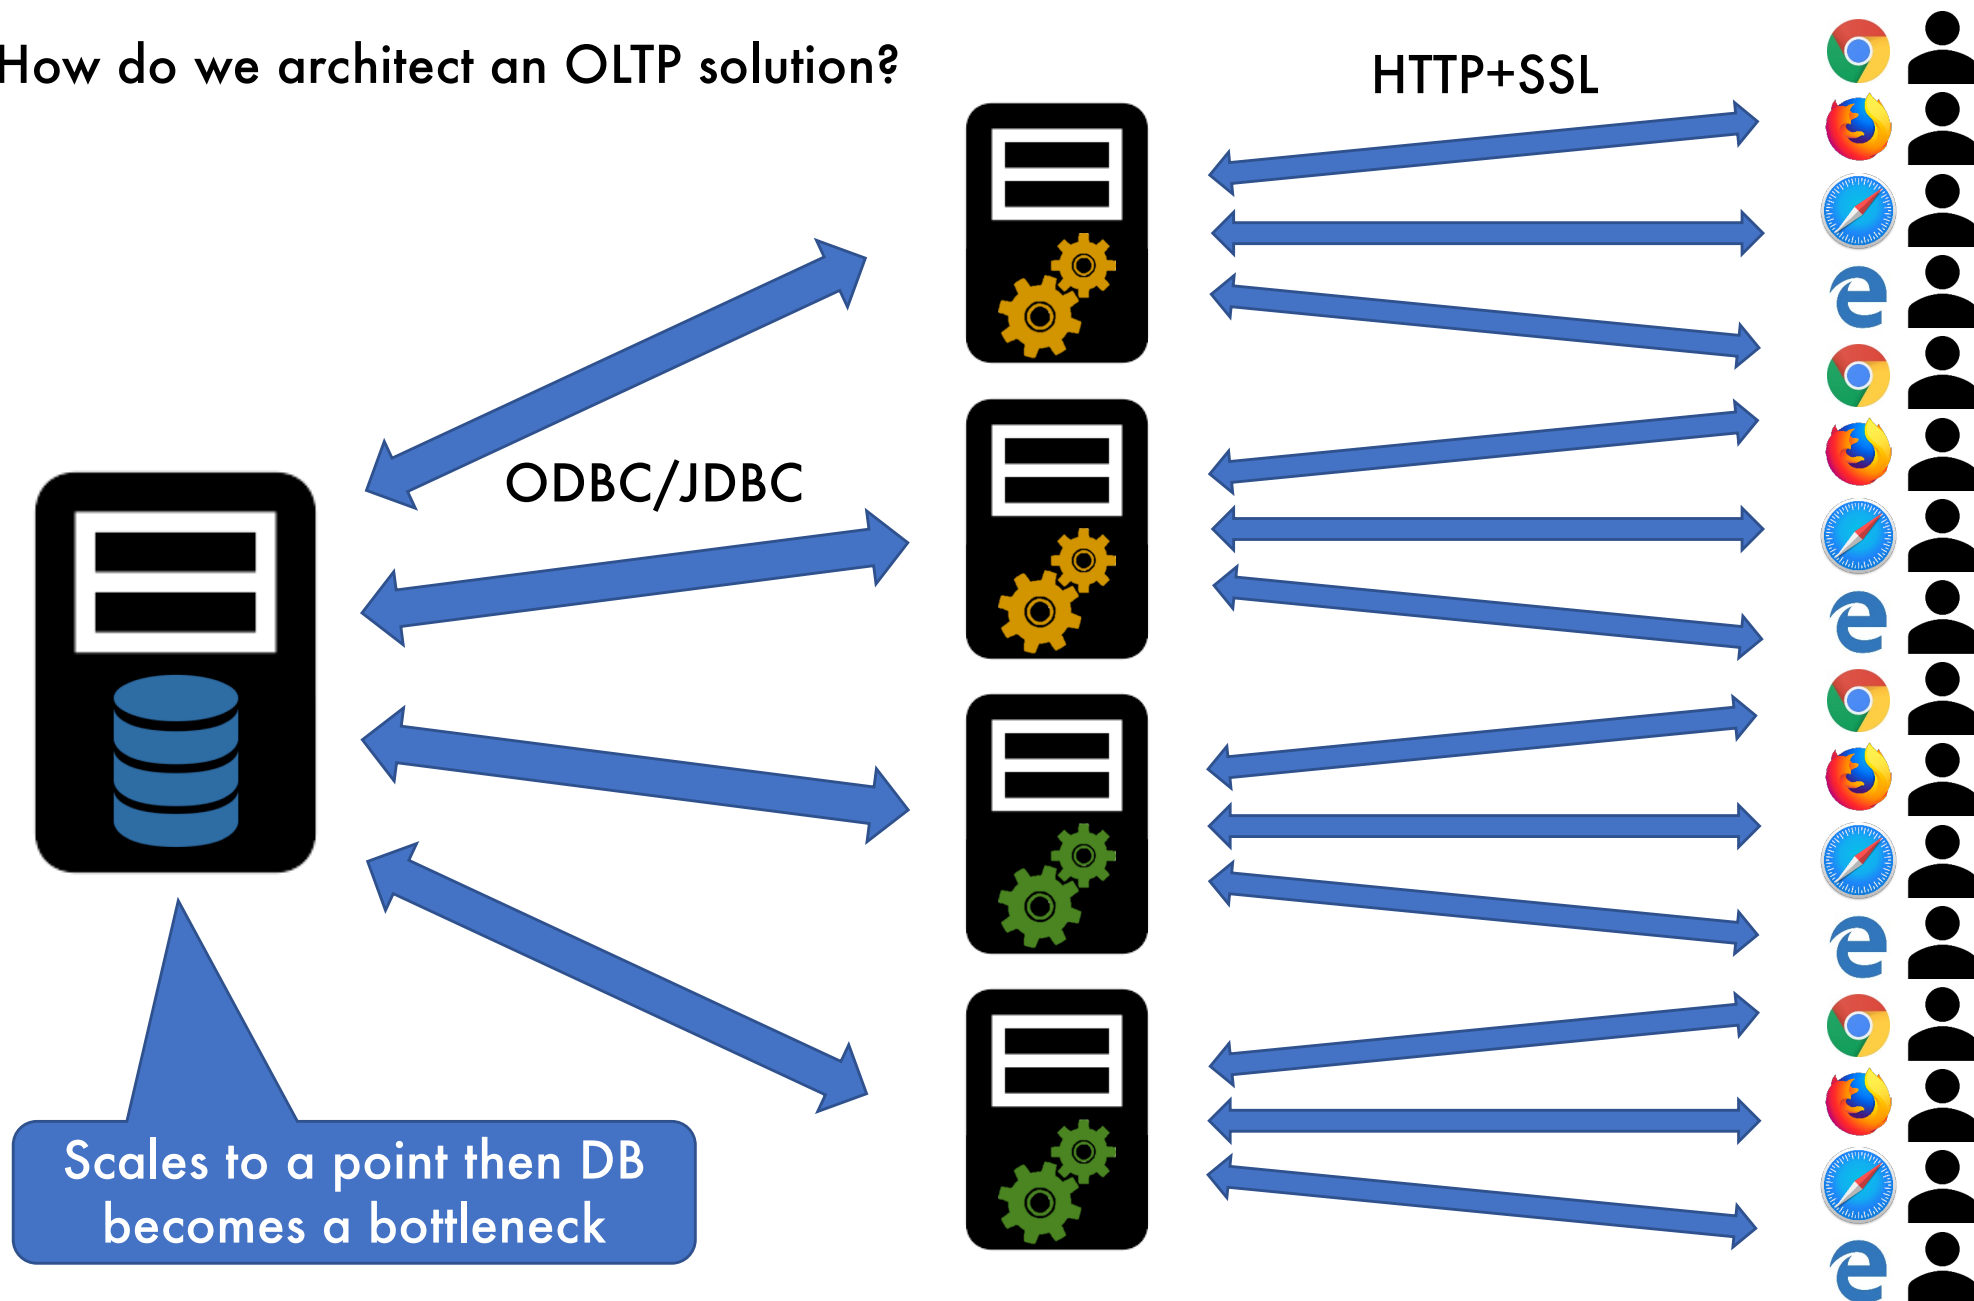 How do we architect an OLTP solution?
HTTP+SSL
ODBC/JDBC
Scales to a point then DB
becomes a bottleneck